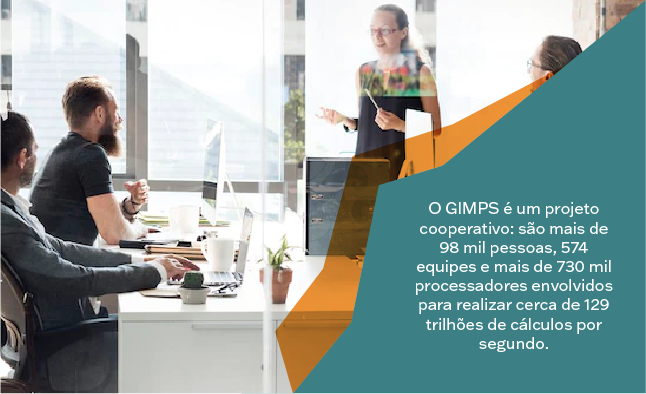 O GIMPS é um projeto
cooperativo: são mais de
98 mil pessoas, 574
equipes e mais de 730 mil
processadores envolvidos
para realizar cerca de 129
trilhões de cálculos por
segundo.